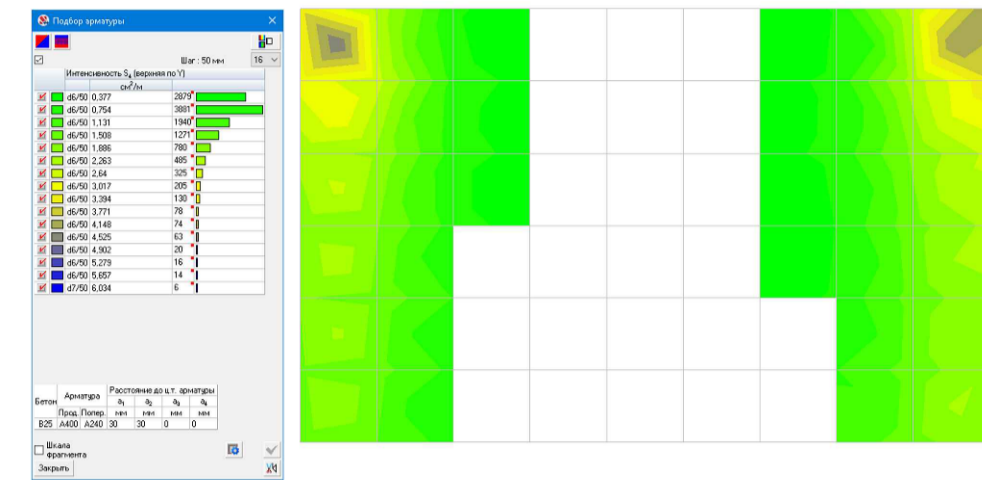 Подбор арматуры
Шаг : 50 мм 16
Интенсивность S₄ (верхняя по Y)
см²/м
d6/50 0,377 2879
d6/50 0,754 3881
d6/50 1,131 1940
d6/50 1,508 1271
d6/50 1,886 780
d6/50 2,263 485
d6/50 2,64 325
d6/50 3,017 205
d6/50 3,394 130
d6/50 3,771 78
d6/50 4,148 74
d6/50 4,525 63
d6/50 4,902 20
d6/50 5,279 16
d6/50 5,657 14
d7/50 6,034 6
Бетон Арматура Расстояние до ц.т. арматуры
a₁ a₂ a₃ a₄
Прод. Попер. мм мм мм мм
B25 A400 A240 30 30 0 0
Шкала
фрагмента
Закрыть